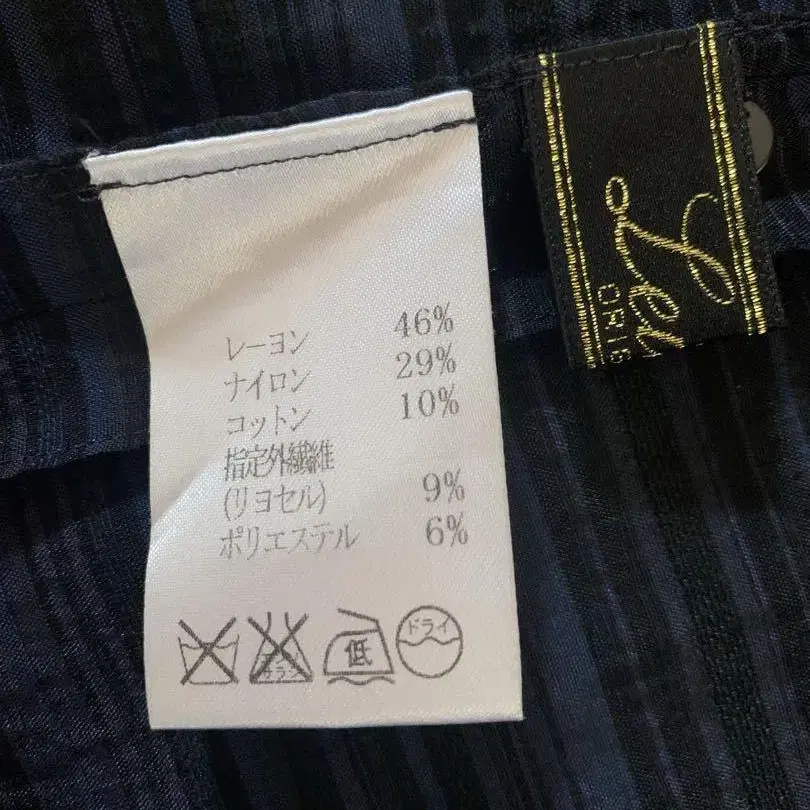 レーヨン 46%
ナイロン 29%
コットン 10%
指定外繊維
(リヨセル) 9%
ポリエステル 6%
低
ドライ